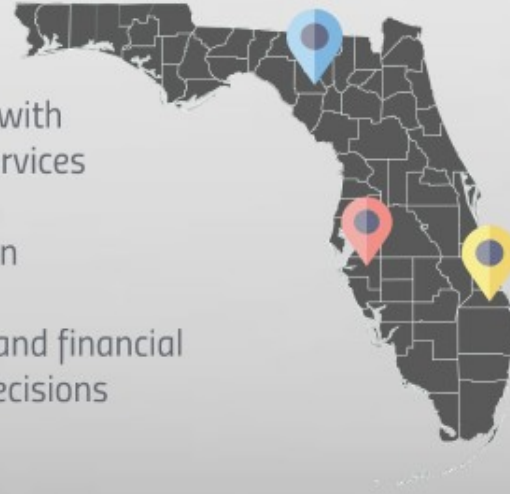 with
rvices
n
and financial
ecisions